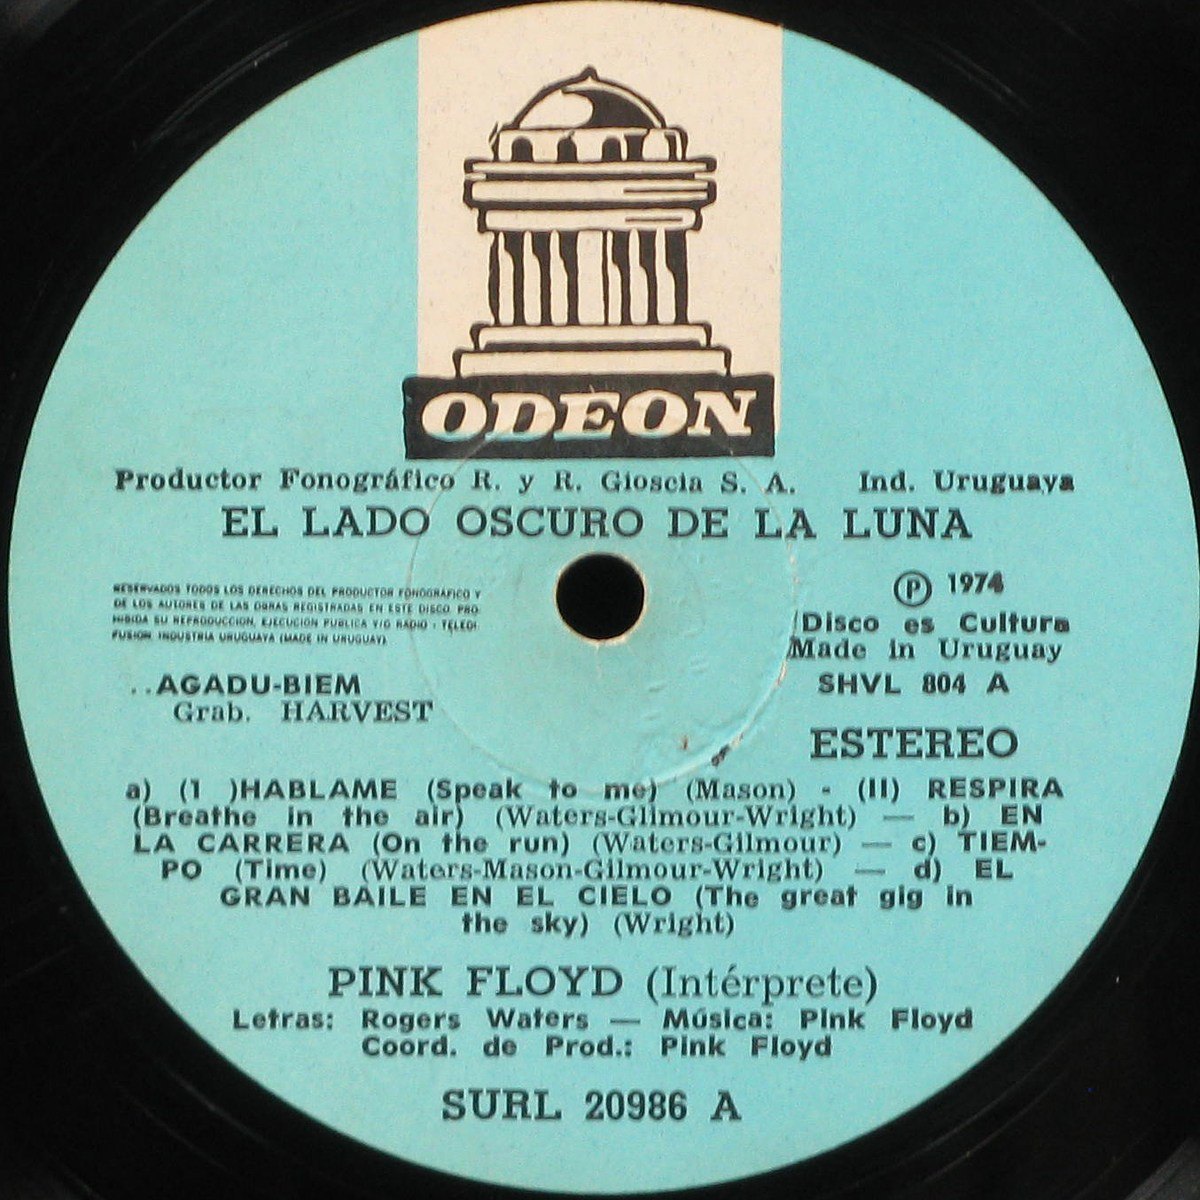 ODEON
Productor Fonográfico R. y R. Gioscia S. A. Ind. Uruguaya
EL LADO OSCURO DE LA LUNA
RESERVADOS TODOS LOS DERECHOS DEL PRODUCTOR FONOGRAFICO Y
DE LOS AUTORES DE LAS OBRAS REGISTRADAS EN ESTE DISCO. PRO-
HIBIDA SU REPRODUCCION, EJECUCION PUBLICA Y/O RADIO - TELEDI
FUSION INDUSTRIA URUGUAYA (MADE IN URUGUAY).
Ⓟ 1974
Disco es Cultura
Made in Uruguay
SHVL 804 A
..AGADU-BIEM
Grab. HARVEST
ESTEREO
a) (1 )HABLAME (Speak to me) (Mason) - (II) RESPIRA
(Breathe in the air) (Waters-Gilmour-Wright) — b) EN
LA CARRERA (On the run) (Waters-Gilmour) — c) TIEM-
PO (Time) (Waters-Mason-Gilmour-Wright) — d) EL
GRAN BAILE EN EL CIELO (The great gig in
the sky) (Wright)
PINK FLOYD (Intérprete)
Letras: Rogers Waters — Música: Pink Floyd
Coord. de Prod.: Pink Floyd
SURL 20986 A